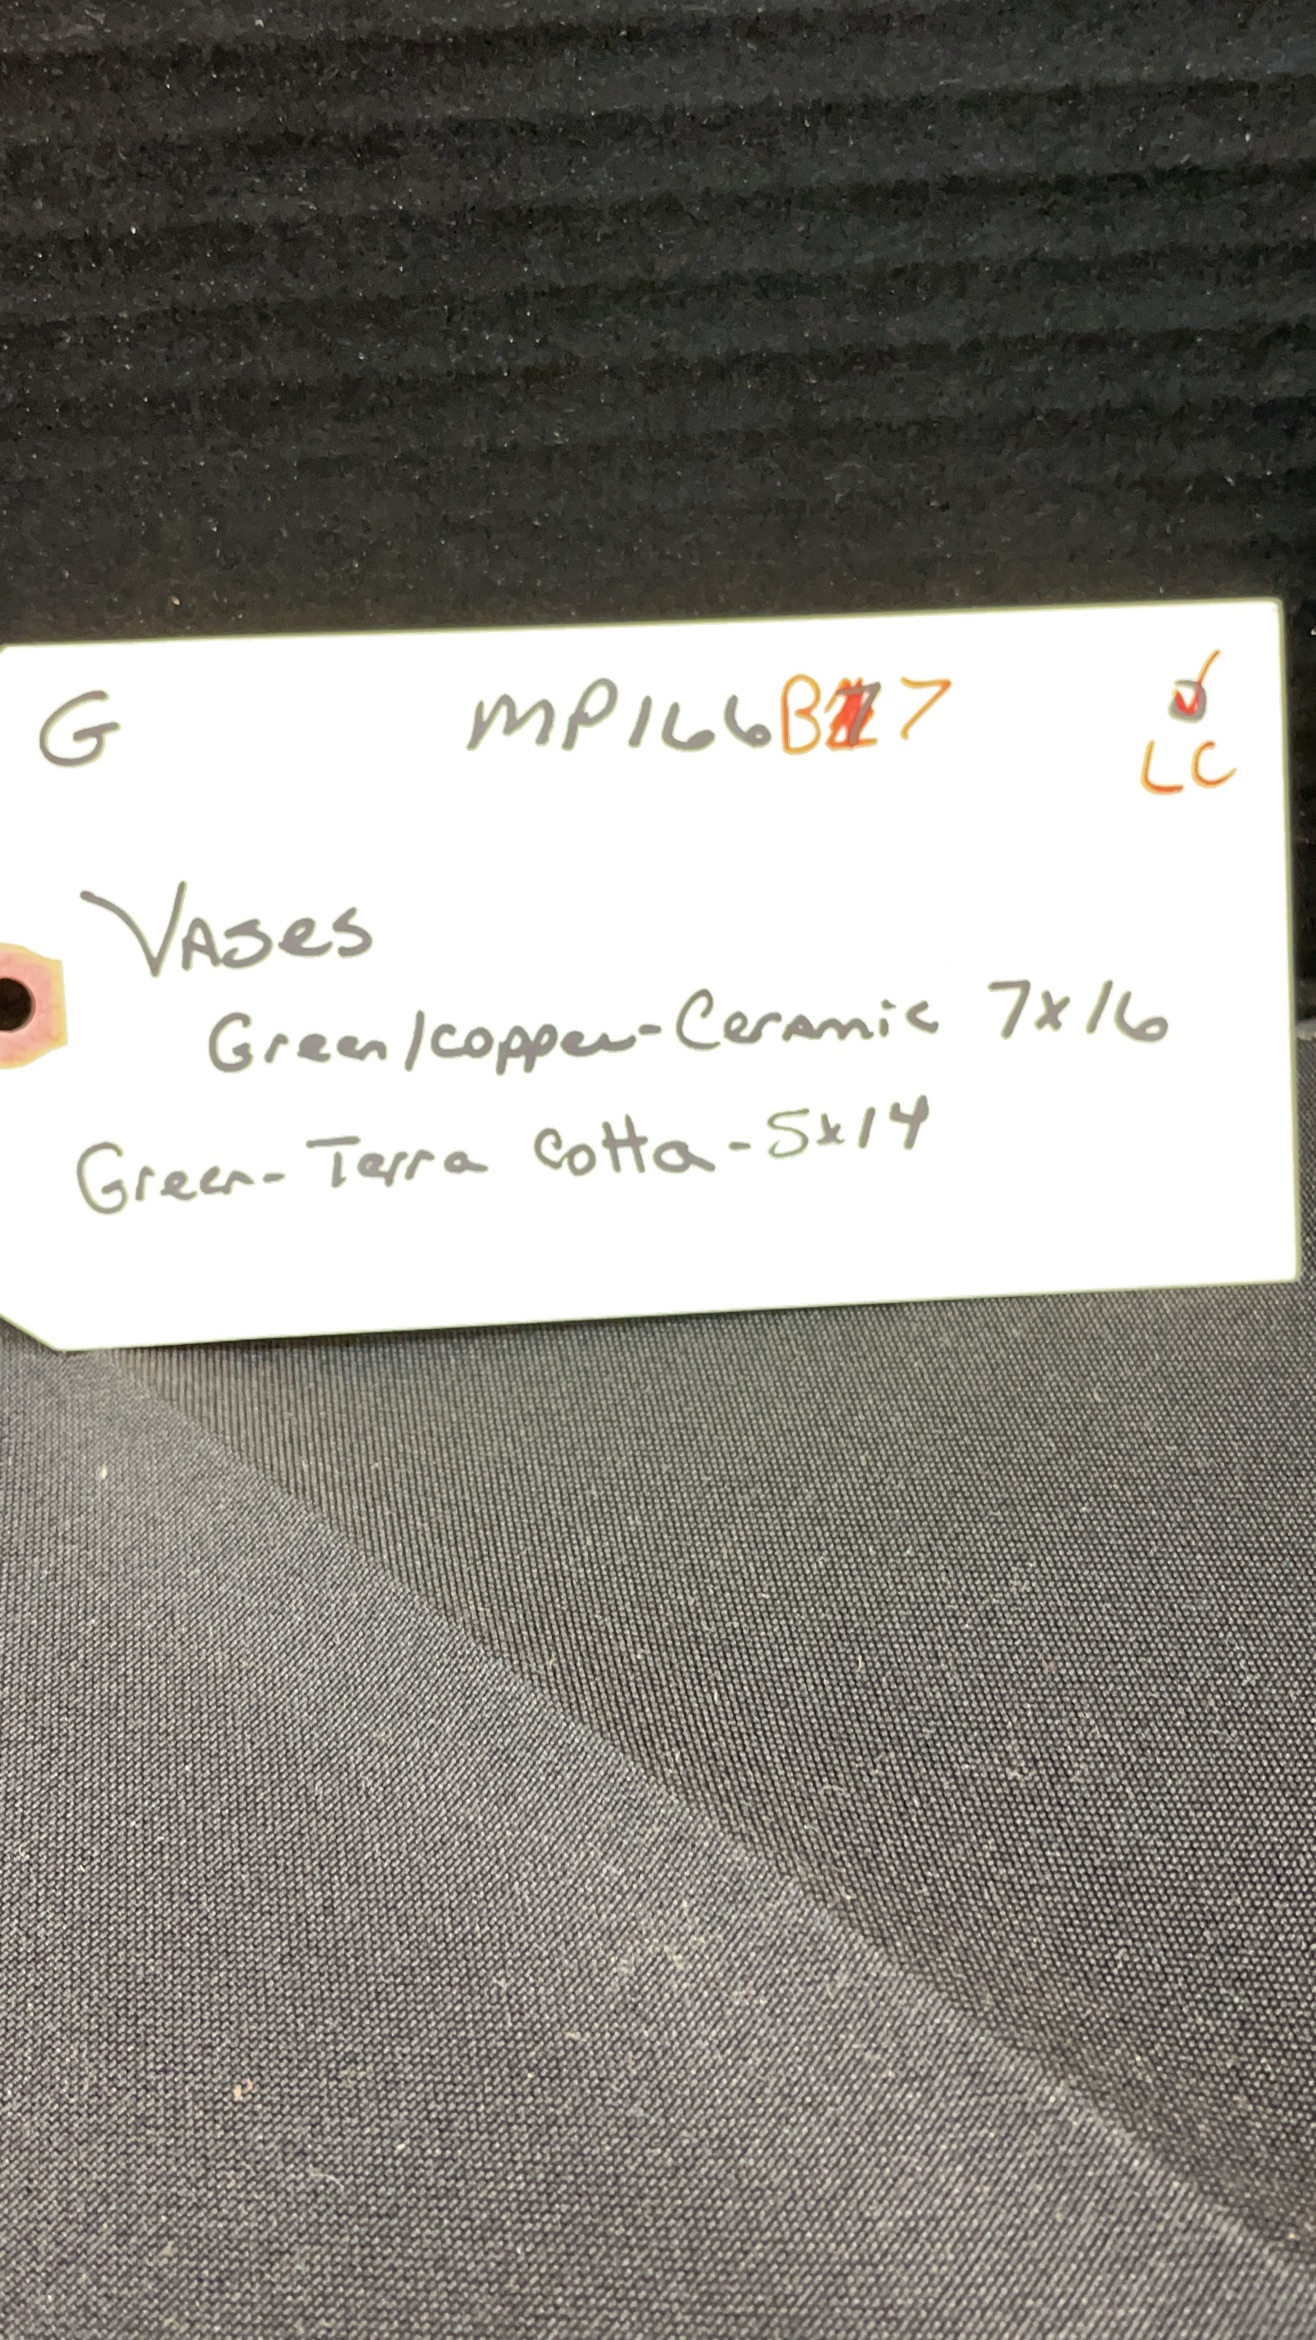 G MP166B7 LC
Vases
Green/copper-Ceramic 7x16
Green-Terra Cotta-5x14